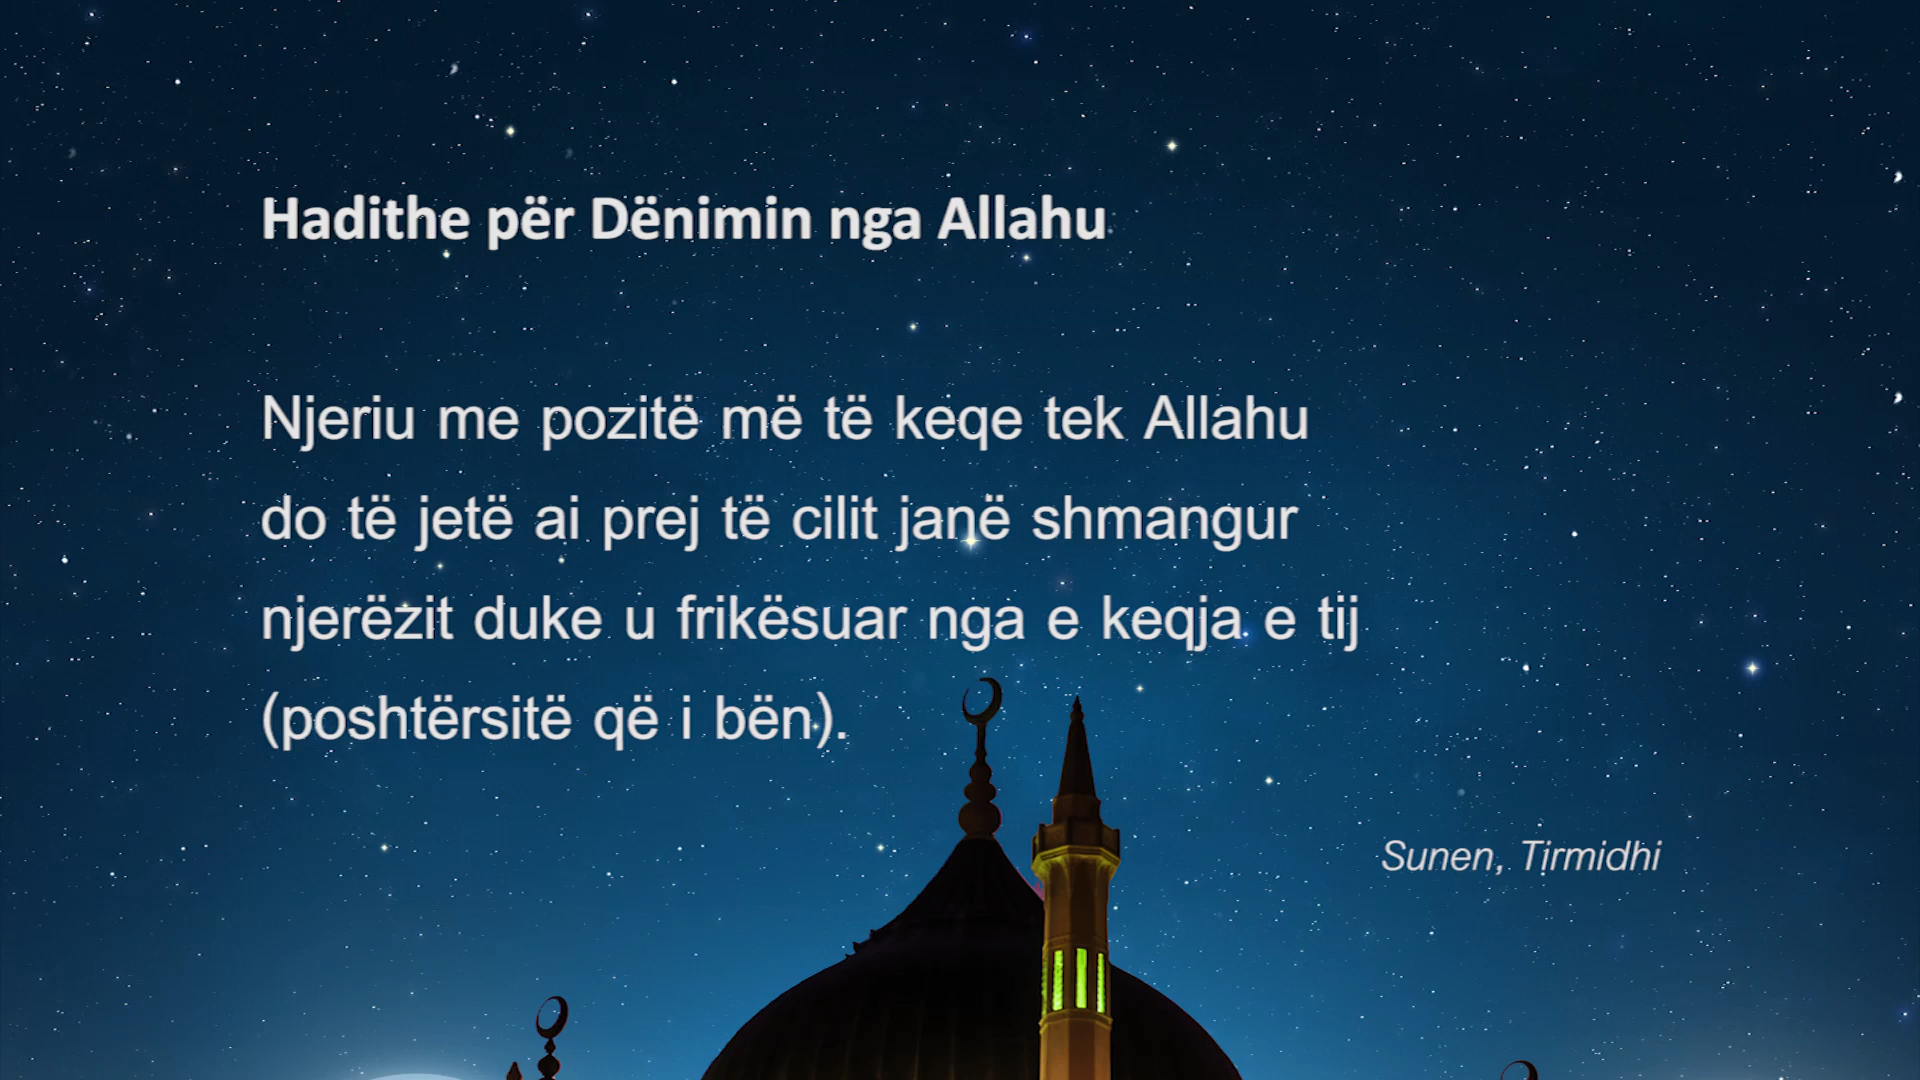 Hadithe për Dënimin nga Allahu
Njeriu me pozitë më të keqe tek Allahu
do të jetë ai prej të cilit janë shmangur
njerëzit duke u frikësuar nga e keqja e tij
(poshtërsitë që i bën).
Sunen, Tirmidhi